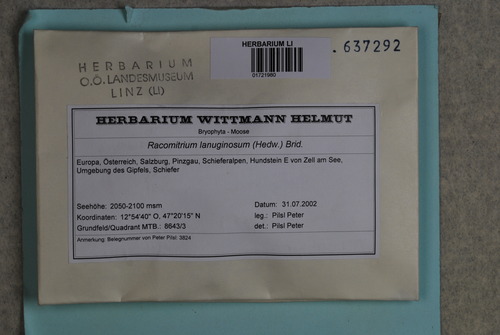 HERBARIUM
O.Ö. LANDESMUSEUM
LINZ (LI)
HERBARIUM LI
01721980
637292
HERBARIUM WITTMANN HELMUT
Bryophyta - Moose
Racomitrium lanuginosum (Hedw.) Brid.
Europa, Österreich, Salzburg, Pinzgau, Schieferalpen, Hundstein E von Zell am See,
Umgebung des Gipfels, Schiefer
Seehöhe: 2050-2100 msm Datum: 31.07.2002
Koordinaten: 12°54'40" O, 47°20'15" N leg.: Pilsl Peter
Grundfeld/Quadrant MTB.: 8643/3 det.: Pilsl Peter
Anmerkung: Belegnummer von Peter Pilsl: 3824